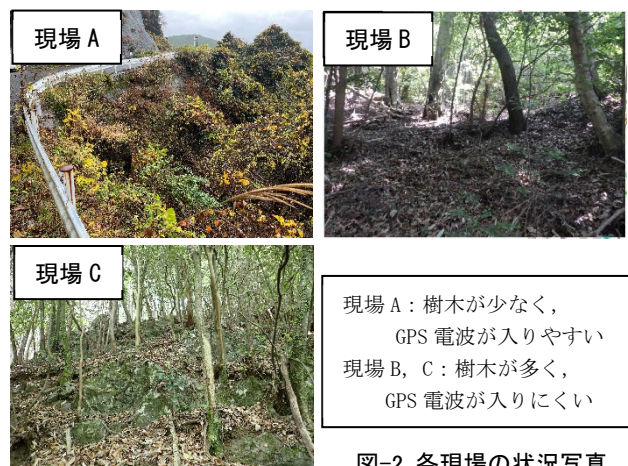 現場 A
現場 B
現場 C
現場 A：樹木が少なく，
GPS 電波が入りやすい
現場 B, C：樹木が多く，
GPS 電波が入りにくい
図-2 各現場の状況写真